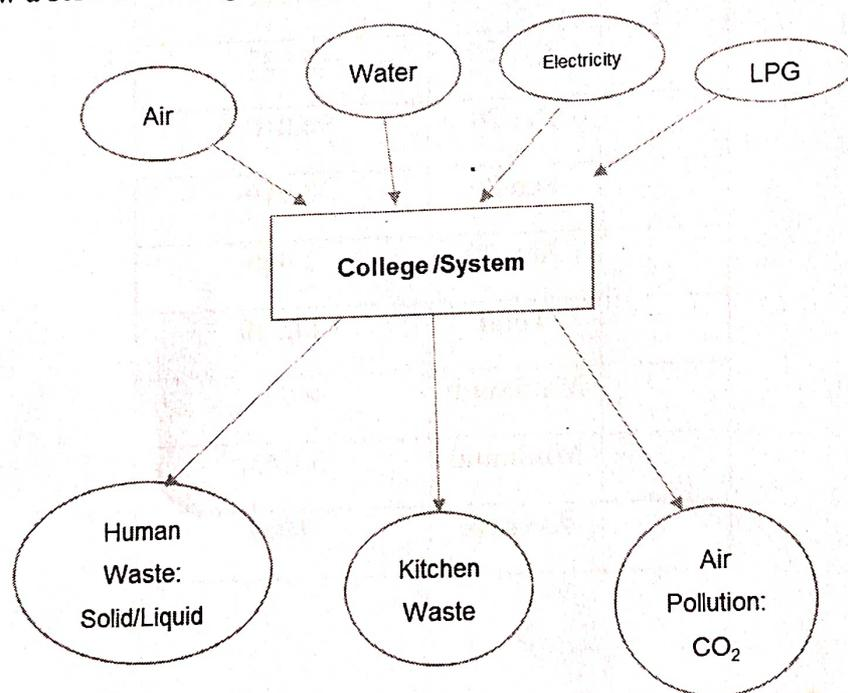 Air
Water
Electricity
LPG
College/System
Human
Waste:
Solid/Liquid
Kitchen
Waste
Air
Pollution:
CO₂